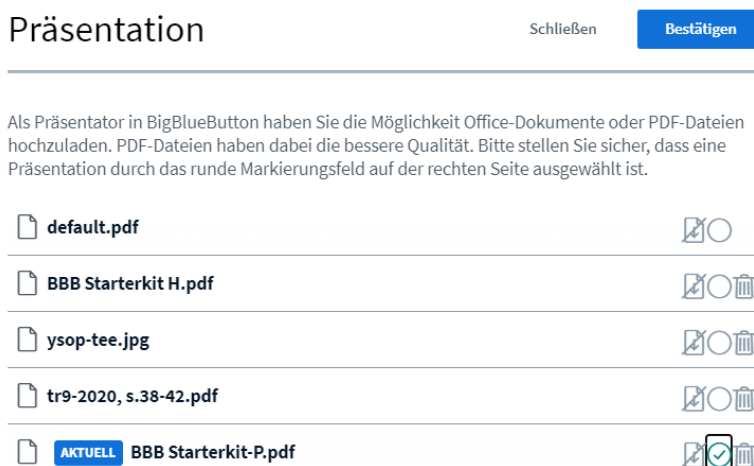 Präsentation
Schließen
Bestätigen
Als Präsentator in BigBlueButton haben Sie die Möglichkeit Office-Dokumente oder PDF-Dateien
hochzuladen. PDF-Dateien haben dabei die bessere Qualität. Bitte stellen Sie sicher, dass eine
Präsentation durch das runde Markierungsfeld auf der rechten Seite ausgewählt ist.
default.pdf
BBB Starterkit H.pdf
ysop-tee.jpg
tr9-2020, s.38-42.pdf
AKTUELL BBB Starterkit-P.pdf